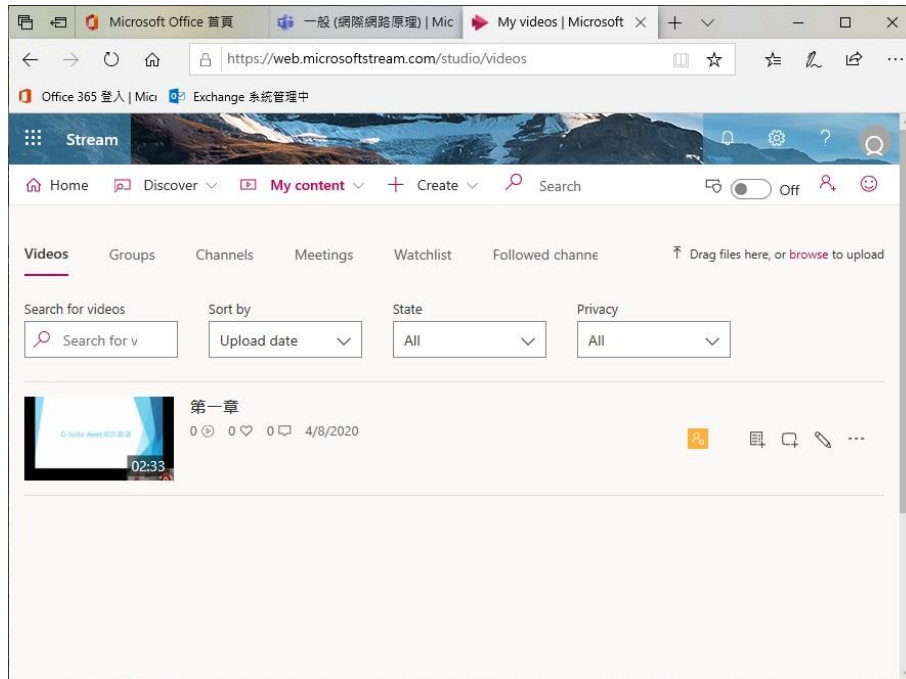 Microsoft Office 首頁
一般 (網際網路原理) | Mic
My videos | Microsoft
https://web.microsoftstream.com/studio/videos
Office 365 登入 | Micr
Exchange 系統管理中
Stream
Home
Discover
My content
Create
Search
Off
Videos
Groups
Channels
Meetings
Watchlist
Followed channe
Drag files here, or browse to upload
Search for videos
Sort by
State
Privacy
Search for v
Upload date
All
All
第一章
0 0 0 4/8/2020
02:33